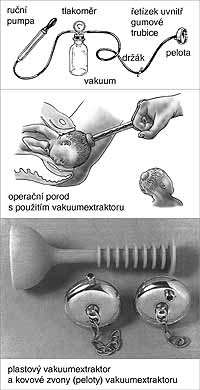 ruční pumpa
tlakoměr
řetízek uvnitř gumové trubice
držák
pelota
vakuum
operační porod
s použitím vakuumextraktoru
plastový vakuumextraktor
a kovové zvony (peloty) vakuumextraktoru